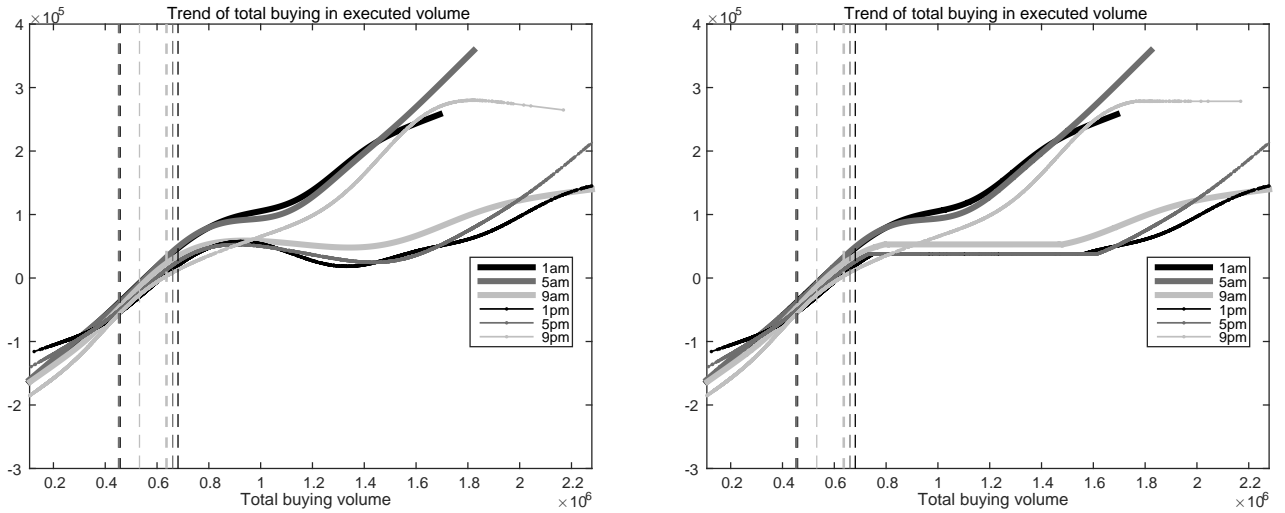 Trend of total buying in executed volume
×10^5
4
3
2
1
0
-1
-2
-3
0.2 0.4 0.6 0.8 1 1.2 1.4 1.6 1.8 2 2.2
Total buying volume
×10^6
1am
5am
9am
1pm
5pm
9pm
Trend of total buying in executed volume
×10^5
4
3
2
1
0
-1
-2
-3
0.2 0.4 0.6 0.8 1 1.2 1.4 1.6 1.8 2 2.2
Total buying volume
×10^6
1am
5am
9am
1pm
5pm
9pm